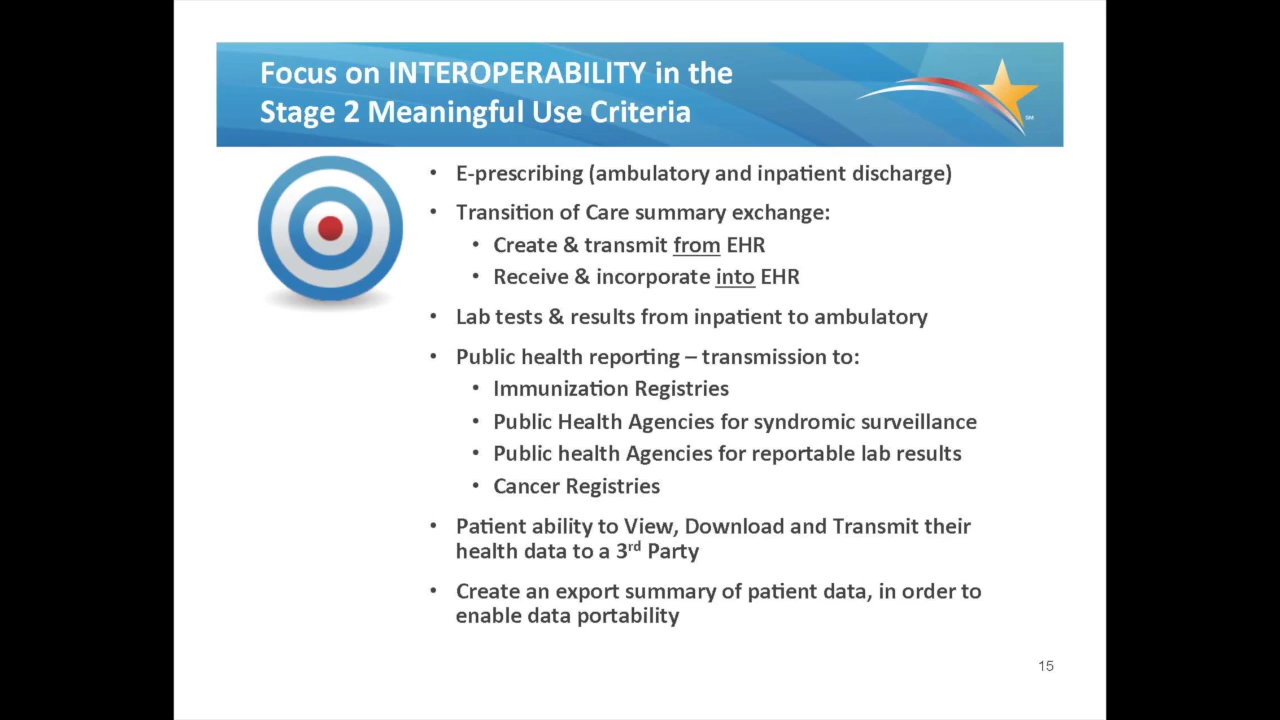 Focus on INTEROPERABILITY in the
Stage 2 Meaningful Use Criteria
SM
• E-prescribing (ambulatory and inpatient discharge)
• Transition of Care summary exchange:
• Create & transmit from EHR
• Receive & incorporate into EHR
• Lab tests & results from inpatient to ambulatory
• Public health reporting – transmission to:
• Immunization Registries
• Public Health Agencies for syndromic surveillance
• Public health Agencies for reportable lab results
• Cancer Registries
• Patient ability to View, Download and Transmit their
health data to a 3rd Party
• Create an export summary of patient data, in order to
enable data portability
15